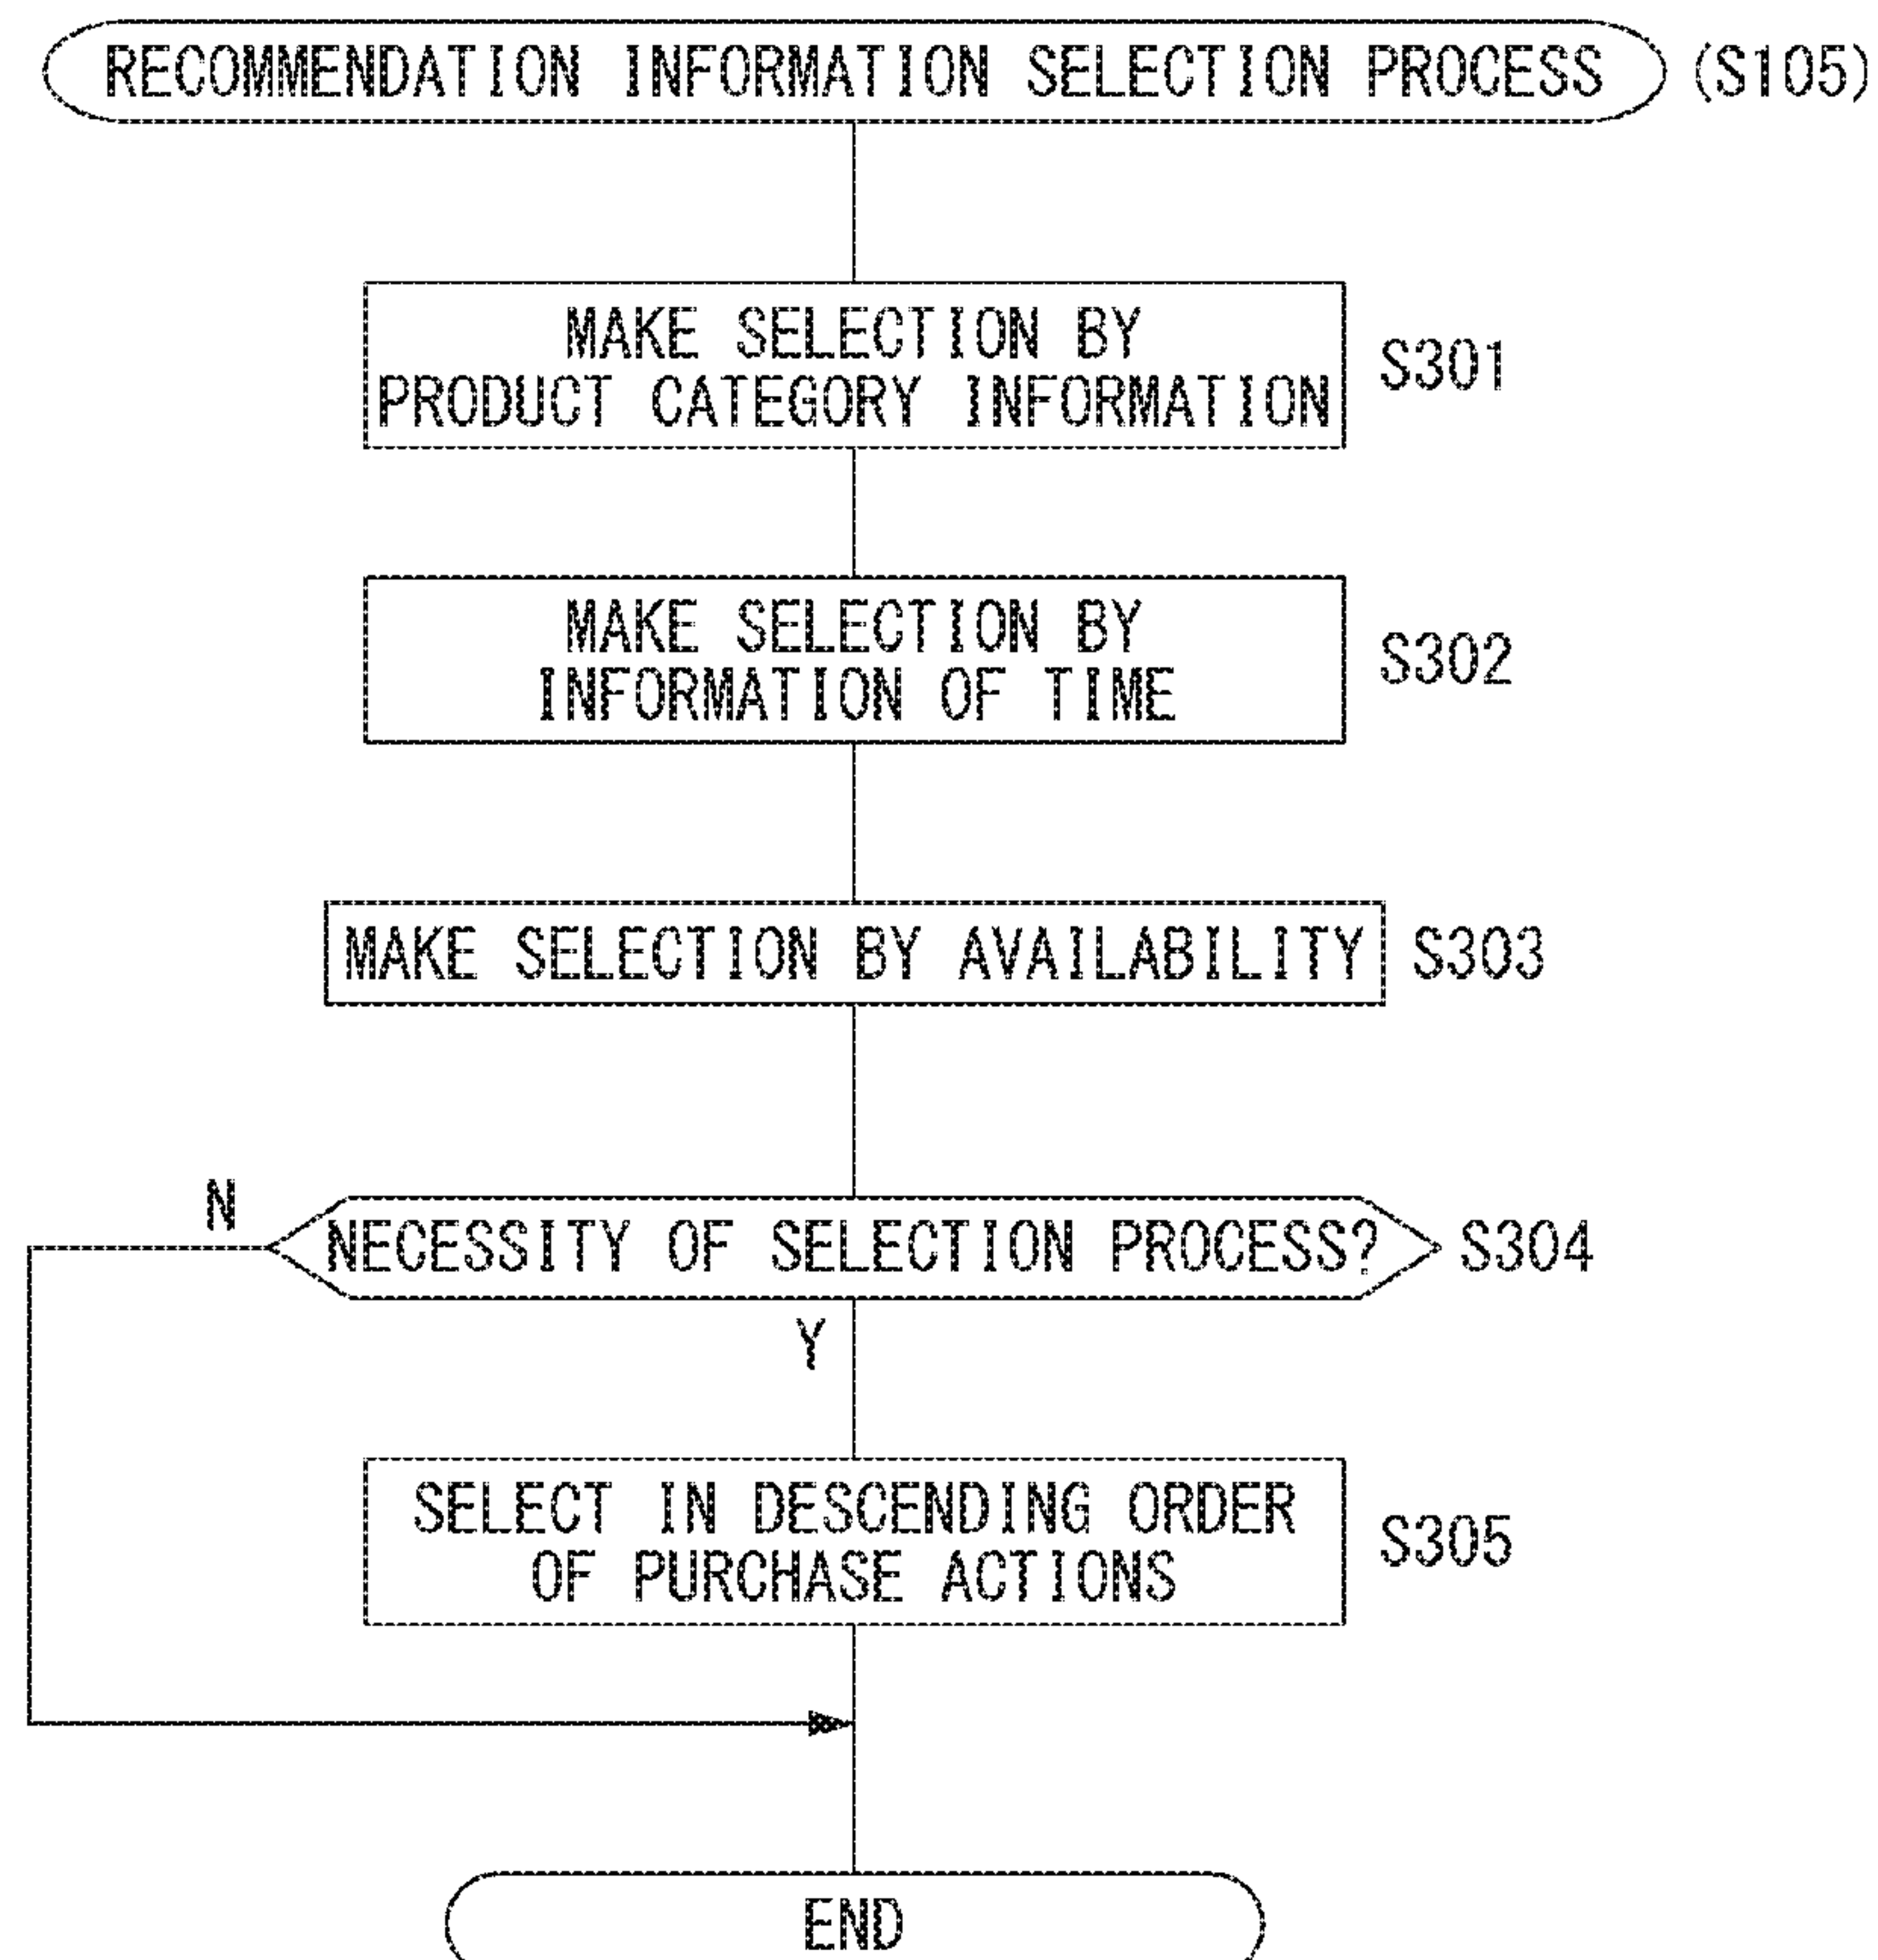 RECOMMENDATION INFORMATION SELECTION PROCESS (S105)
MAKE SELECTION BY
PRODUCT CATEGORY INFORMATION
S301
MAKE SELECTION BY
INFORMATION OF TIME
S302
MAKE SELECTION BY AVAILABILITY S303
N
NECESSITY OF SELECTION PROCESS? S304
Y
SELECT IN DESCENDING ORDER
OF PURCHASE ACTIONS
S305
END